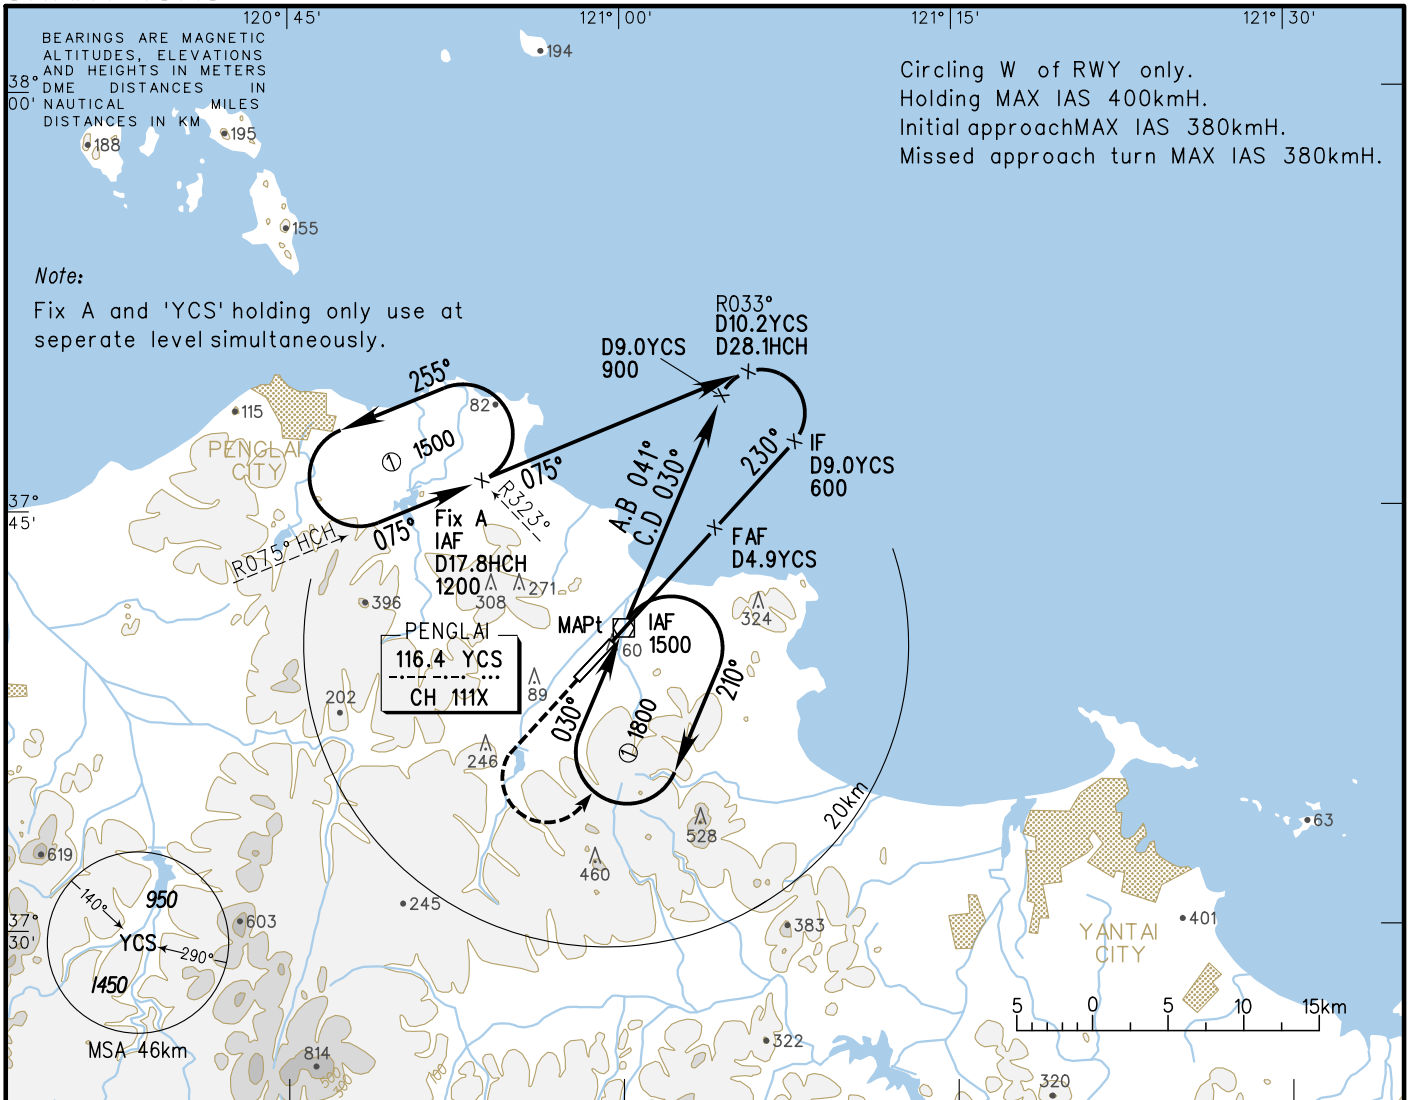 120°45'
121°00'
121°15'
121°30'
BEARINGS ARE MAGNETIC
ALTITUDES, ELEVATIONS
AND HEIGHTS IN METERS
DME DISTANCES IN
NAUTICAL MILES
DISTANCES IN KM
38°
00'
194
195
188
155
Circling W of RWY only.
Holding MAX IAS 400kmH.
Initial approachMAX IAS 380kmH.
Missed approach turn MAX IAS 380kmH.
Note:
Fix A and 'YCS' holding only use at
seperate level simultaneously.
R033°
D10.2YCS
D28.1HCH
D9.0YCS
900
255°
82
115
PENGLAI
CITY
1 1500
075°
R323°
A.B 041°
C.D 030°
230°
IF
D9.0YCS
600
37°
45'
R075° HCH
075°
Fix A
IAF
D17.8HCH
1200
308
271
FAF
D4.9YCS
396
324
MAPt
IAF
1500
60
PENGLAI
116.4 YCS
CH 111X
89
202
246
030°
1 1800
210°
20km
528
460
63
619
140°
950
YCS
290°
1450
MSA 46km
603
245
383
401
37°
30'
YANTAI
CITY
5 0 5 10 15km
322
814
500
300
100
320